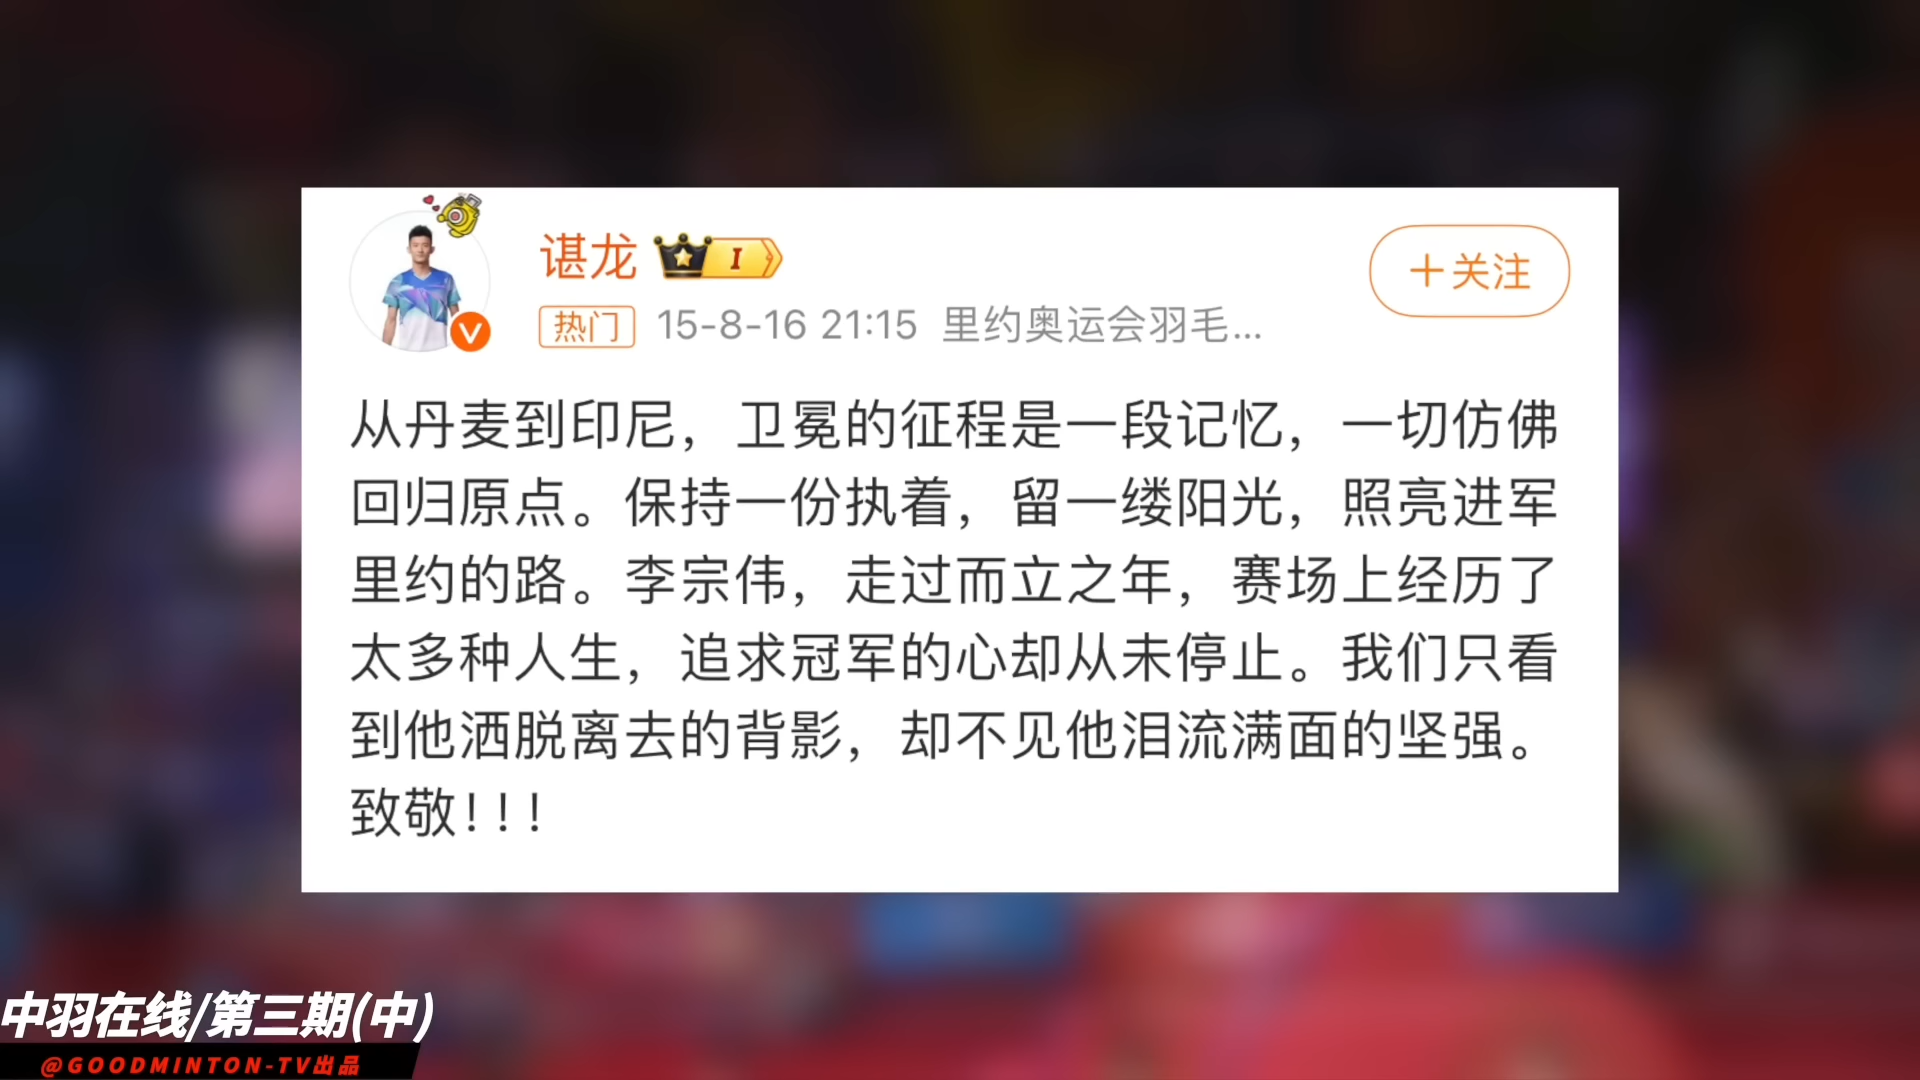 谌龙 I
+关注
热门 15-8-16 21:15 里约奥运会羽毛...
从丹麦到印尼，卫冕的征程是一段记忆，一切仿佛
回归原点。保持一份执着，留一缕阳光，照亮进军
里约的路。李宗伟，走过而立之年，赛场上经历了
太多种人生，追求冠军的心却从未停止。我们只看
到他洒脱离去的背影，却不见他泪流满面的坚强。
致敬！！！
中羽在线/第三期(中)
@GOODMINTON-TV出品